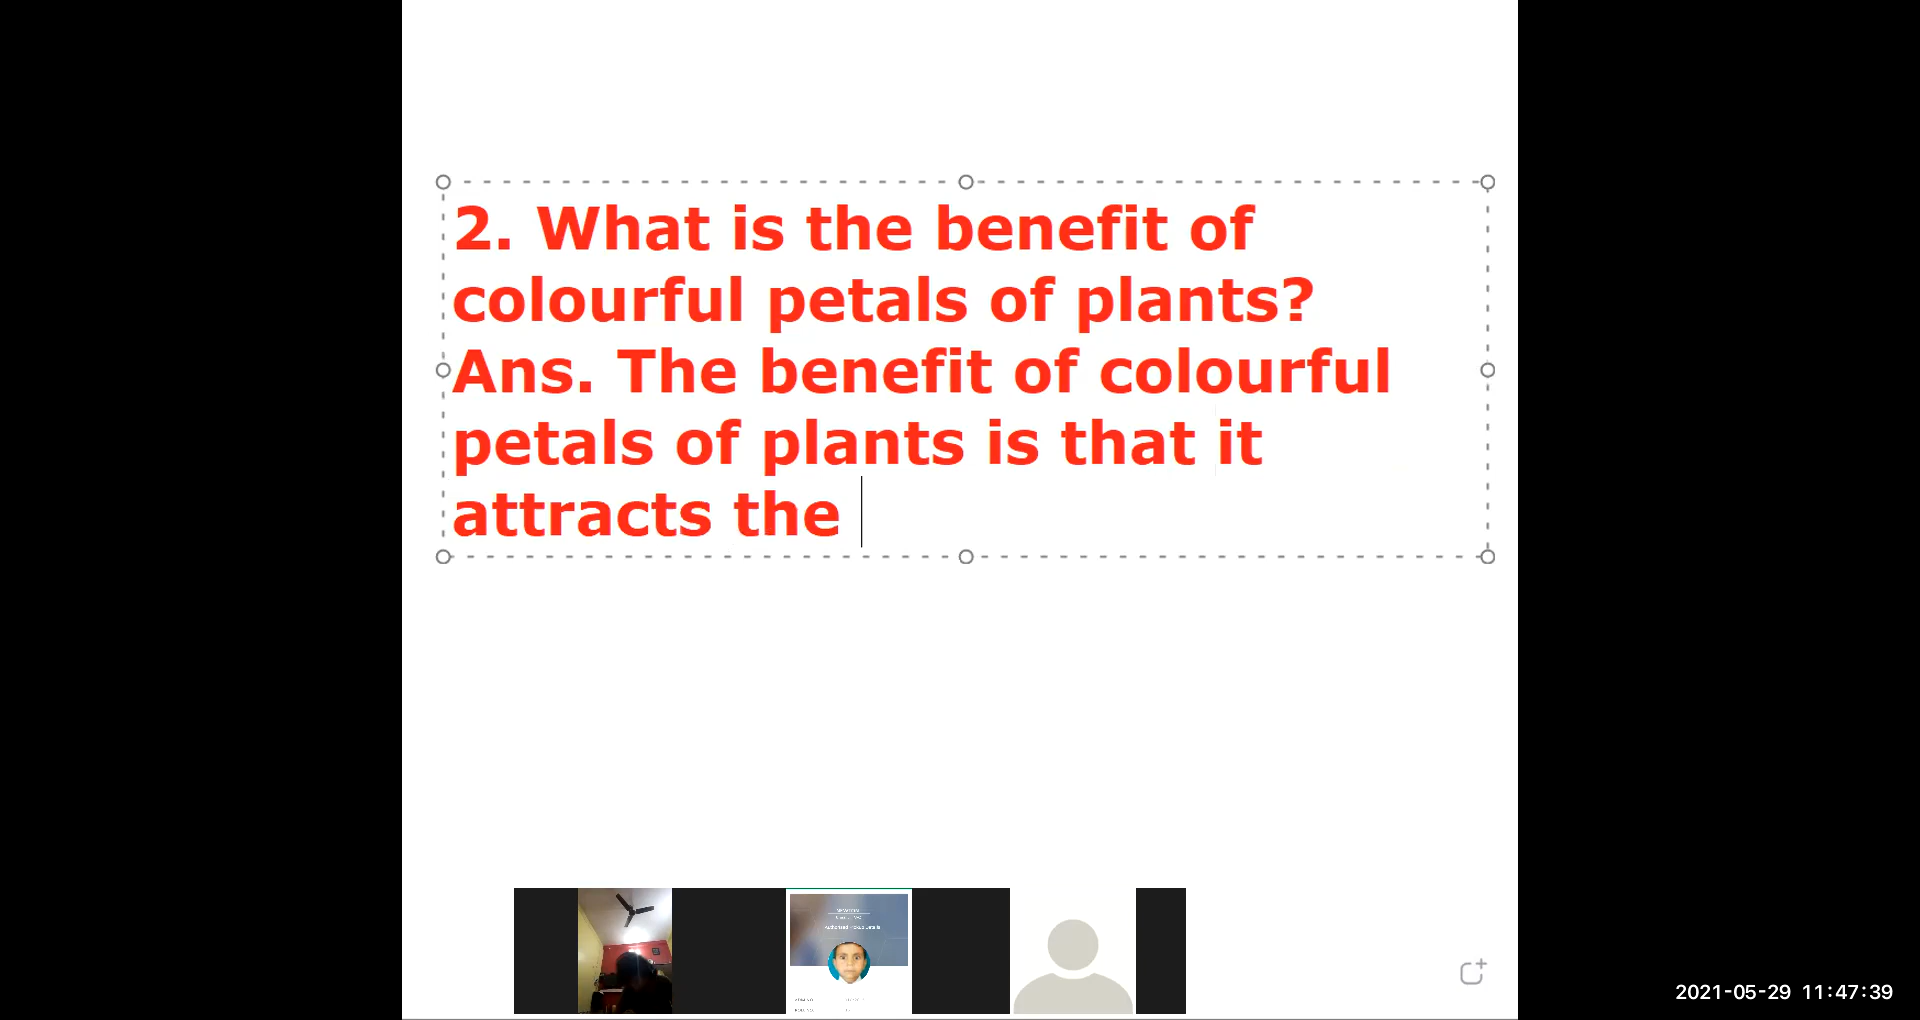 2. What is the benefit of
colourful petals of plants?
Ans. The benefit of colourful
petals of plants is that it
attracts the
2021-05-29 11:47:39